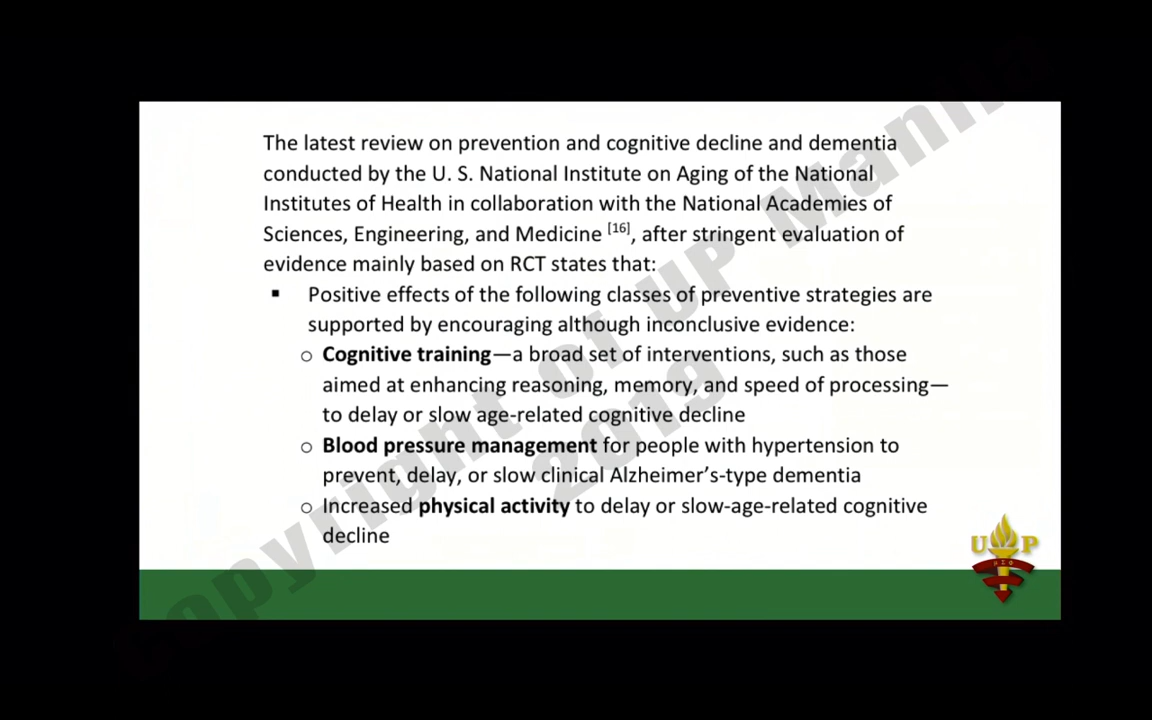 The latest review on prevention and cognitive decline and dementia
conducted by the U. S. National Institute on Aging of the National
Institutes of Health in collaboration with the National Academies of
Sciences, Engineering, and Medicine [16], after stringent evaluation of
evidence mainly based on RCT states that:
▪ Positive effects of the following classes of preventive strategies are
supported by encouraging although inconclusive evidence:
o Cognitive training—a broad set of interventions, such as those
aimed at enhancing reasoning, memory, and speed of processing—
to delay or slow age-related cognitive decline
o Blood pressure management for people with hypertension to
prevent, delay, or slow clinical Alzheimer's-type dementia
o Increased physical activity to delay or slow-age-related cognitive
decline
Copyright of UP Manila
2019
U P